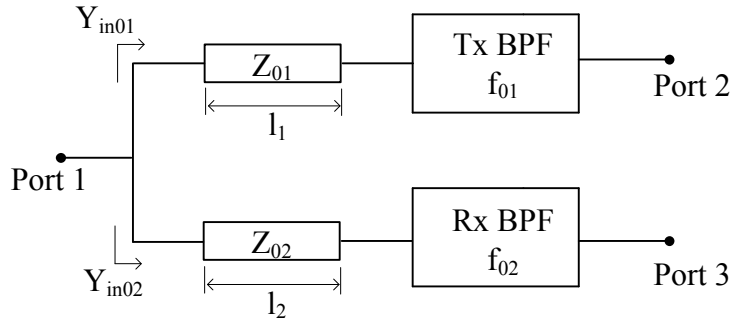 Y_in01
Z_01
l_1
Tx BPF
f_01
Port 2
Port 1
Y_in02
Z_02
l_2
Rx BPF
f_02
Port 3